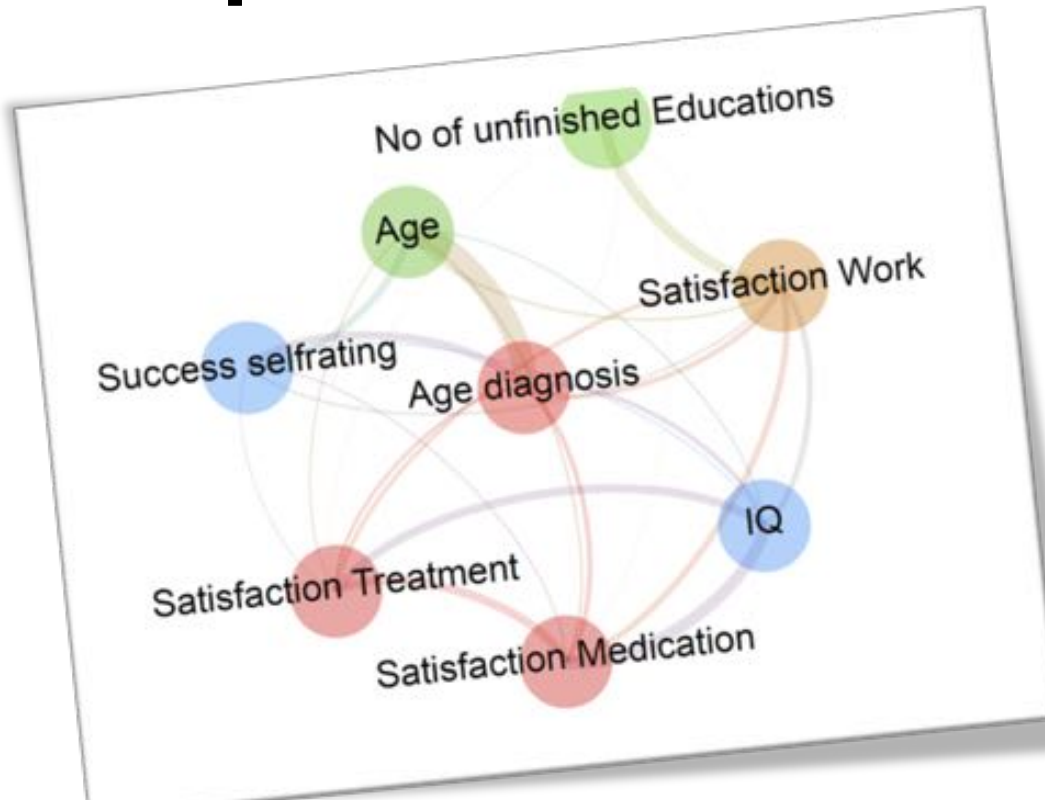 No of unfinished Educations
Age
Satisfaction Work
Success selfrating
Age diagnosis
IQ
Satisfaction Treatment
Satisfaction Medication